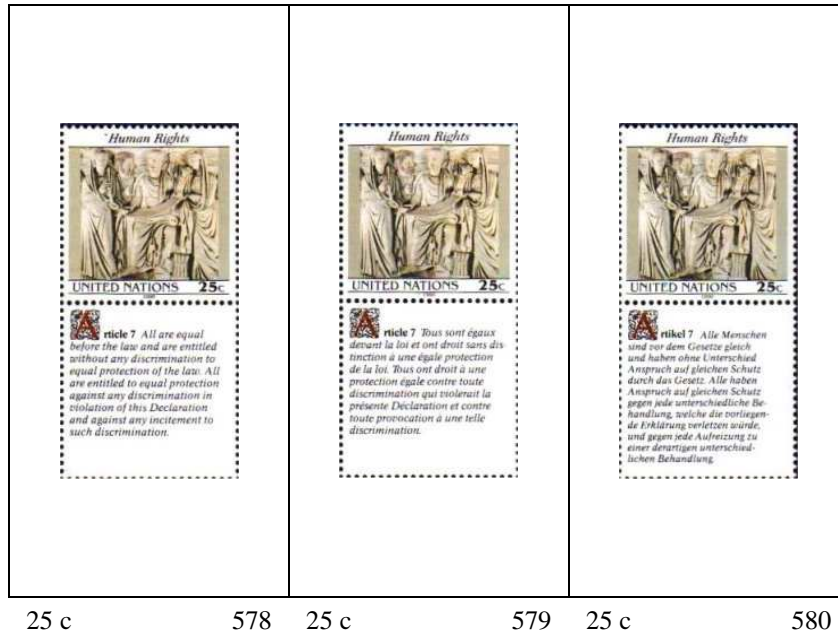 Human Rights
UNITED NATIONS 25c
Article 7 All are equal
before the law and are entitled
without any discrimination to
equal protection of the law. All
are entitled to equal protection
against any discrimination in
violation of this Declaration
and against any incitement to
such discrimination.
25 c 578
Human Rights
UNITED NATIONS 25c
Article 7 Tous sont égaux
devant la loi et ont droit sans dis-
tinction à une égale protection
de la loi. Tous ont droit à une
protection égale contre toute
discrimination qui violerait la
présente Déclaration et contre
toute provocation à une telle
discrimination.
25 c 579
Human Rights
UNITED NATIONS 25c
Artikel 7 Alle Menschen
sind vor dem Gesetze gleich
und haben ohne Unterschied
Anspruch auf gleichen Schutz
durch das Gesetz. Alle haben
Anspruch auf gleichen Schutz
gegen jede unterschiedliche Be-
handlung, welche die vorliegen-
de Erklärung verletzen würde,
und gegen jede Aufreizung zu
einer derartigen unterschied-
lichen Behandlung.
25 c 580